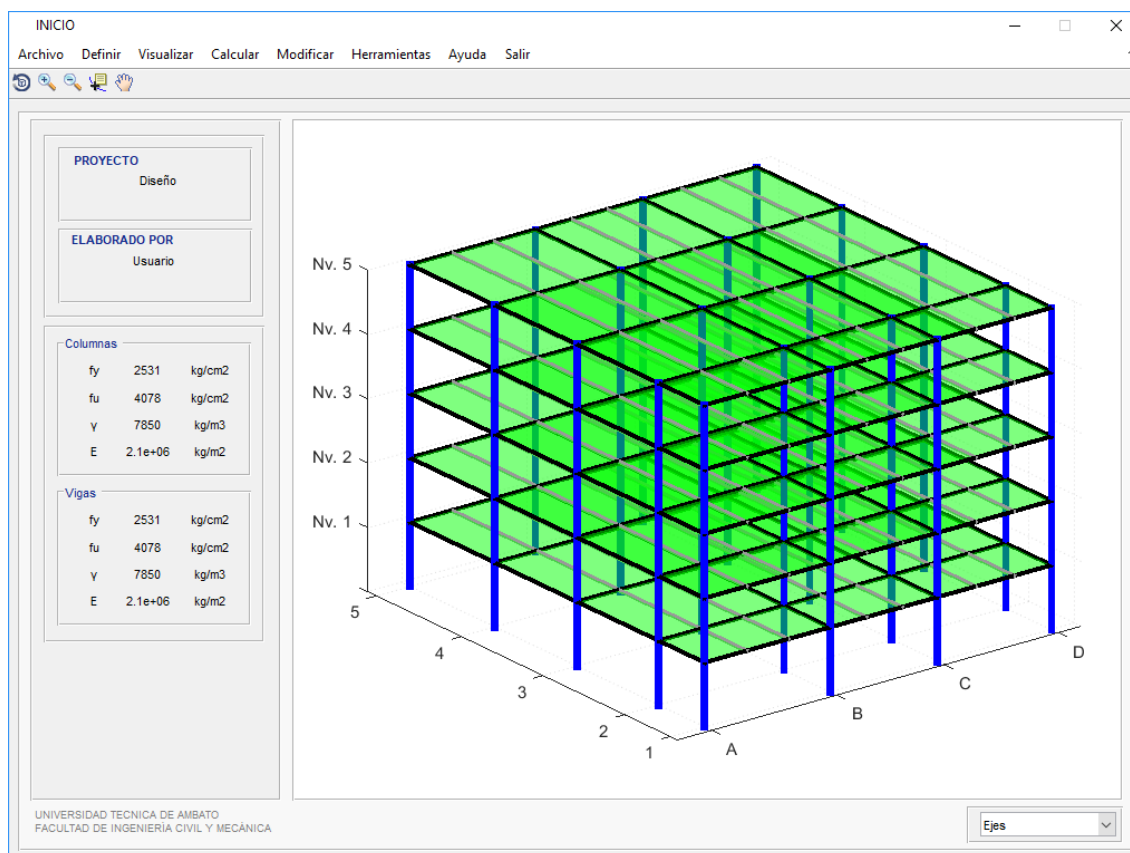 INICIO
Archivo Definir Visualizar Calcular Modificar Herramientas Ayuda Salir
PROYECTO
Diseño
ELABORADO POR
Usuario
Columnas
fy 2531 kg/cm2
fu 4078 kg/cm2
γ 7850 kg/m3
E 2.1e+06 kg/m2
Vigas
fy 2531 kg/cm2
fu 4078 kg/cm2
γ 7850 kg/m3
E 2.1e+06 kg/m2
Nv. 5
Nv. 4
Nv. 3
Nv. 2
Nv. 1
5
4
3
2
1
A
B
C
D
UNIVERSIDAD TECNICA DE AMBATO
FACULTAD DE INGENIERÍA CIVIL Y MECÁNICA
Ejes